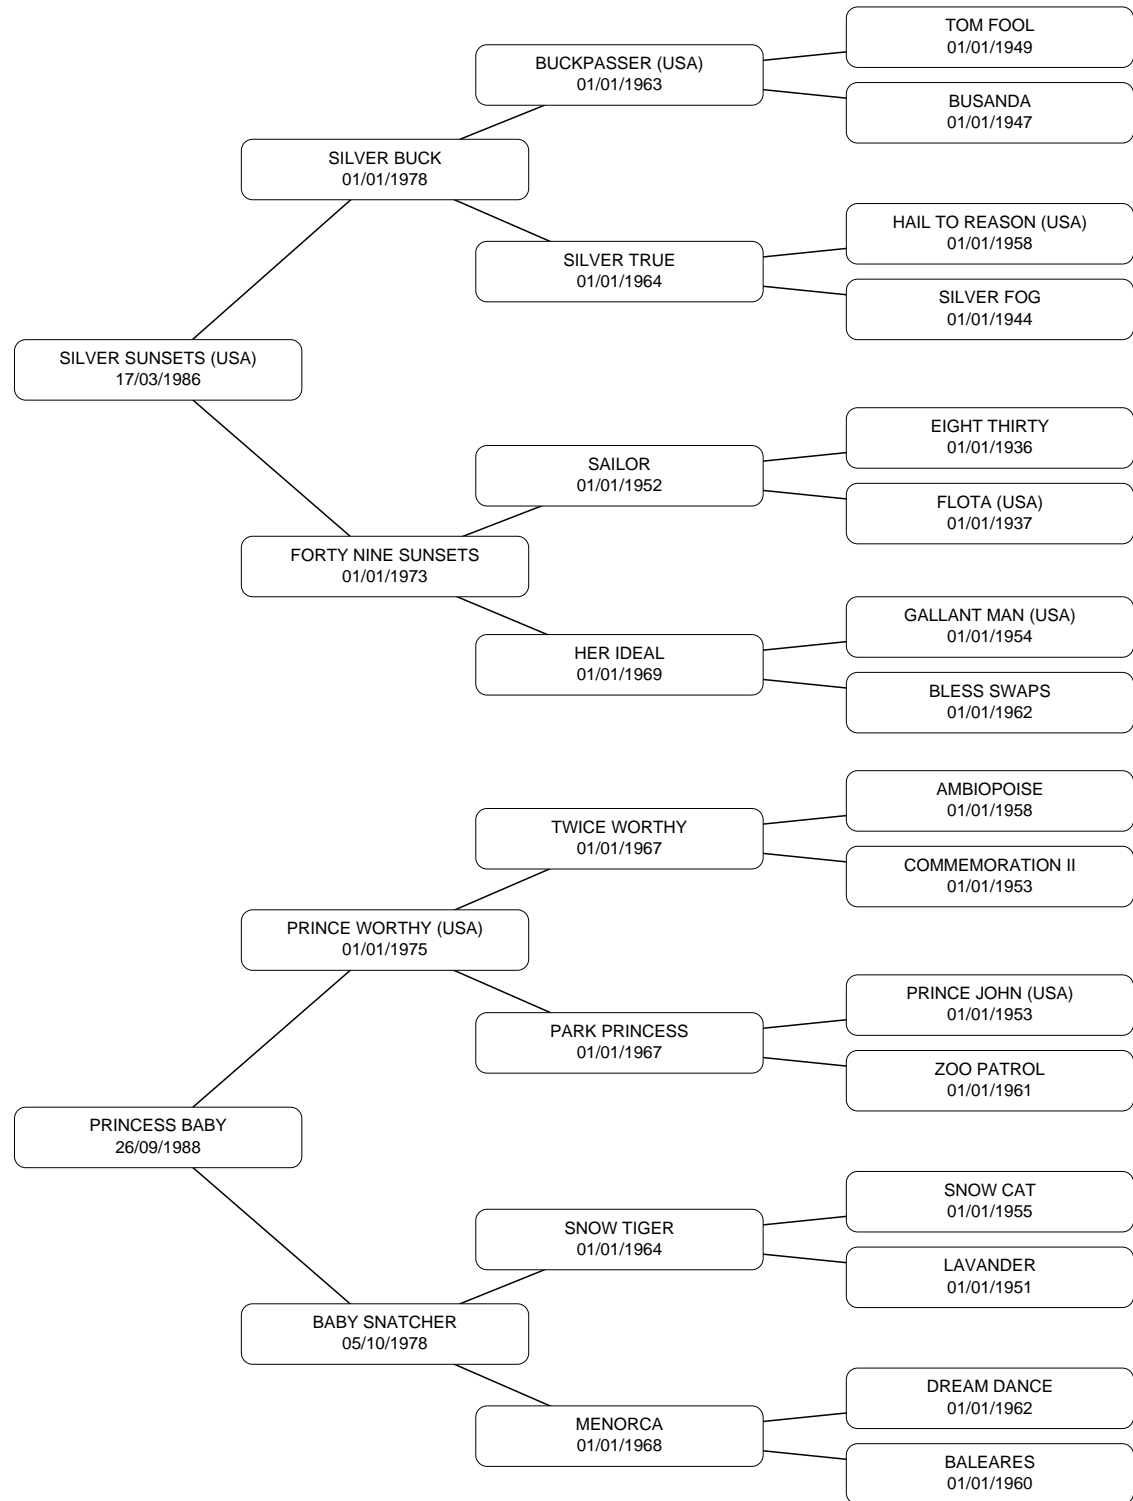 TOM FOOL
01/01/1949
BUCKPASSER (USA)
01/01/1963
BUSANDA
01/01/1947
SILVER BUCK
01/01/1978
HAIL TO REASON (USA)
01/01/1958
SILVER TRUE
01/01/1964
SILVER FOG
01/01/1944
SILVER SUNSETS (USA)
17/03/1986
EIGHT THIRTY
01/01/1936
SAILOR
01/01/1952
FLOTA (USA)
01/01/1937
FORTY NINE SUNSETS
01/01/1973
GALLANT MAN (USA)
01/01/1954
HER IDEAL
01/01/1969
BLESS SWAPS
01/01/1962
AMBIOPOISE
01/01/1958
TWICE WORTHY
01/01/1967
COMMEMORATION II
01/01/1953
PRINCE WORTHY (USA)
01/01/1975
PRINCE JOHN (USA)
01/01/1953
PARK PRINCESS
01/01/1967
ZOO PATROL
01/01/1961
PRINCESS BABY
26/09/1988
SNOW CAT
01/01/1955
SNOW TIGER
01/01/1964
LAVANDER
01/01/1951
BABY SNATCHER
05/10/1978
DREAM DANCE
01/01/1962
MENORCA
01/01/1968
BALEARES
01/01/1960